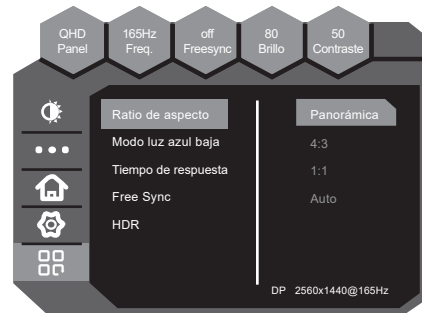 QHD
Panel
165Hz
Freq.
off
Freesync
80
Brillo
50
Contraste
Ratio de aspecto
Panorámica
Modo luz azul baja
4:3
Tiempo de respuesta
1:1
Free Sync
Auto
HDR
DP 2560x1440@165Hz